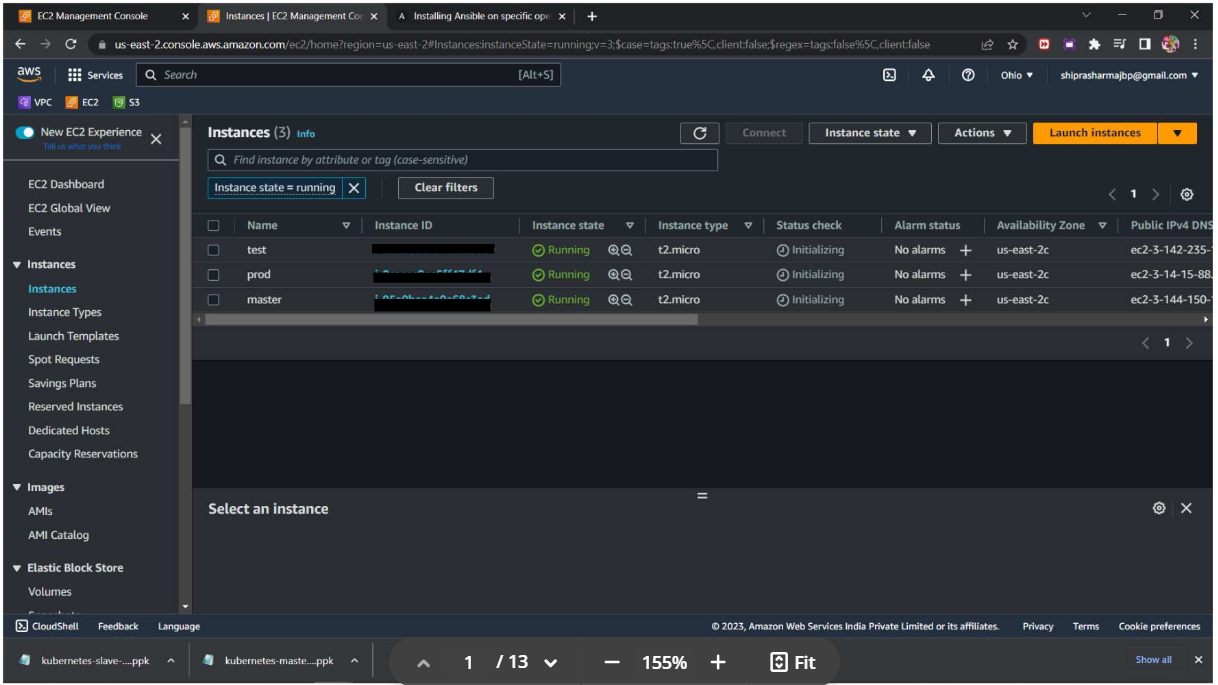 EC2 Management Console
Instances | EC2 Management Con
Installing Ansible on specific ope
us-east-2.console.aws.amazon.com/ec2/home?region=us-east-2#Instances:instanceState=running;v=3;$case=tags:true%5C,client:false;$regex=tags:false%5C,client:false
aws
Services
Search
[Alt+S]
Ohio
shiprasharmajbp@gmail.com
VPC
EC2
S3
New EC2 Experience
Tell us what you think
EC2 Dashboard
EC2 Global View
Events
Instances
Instances
Instance Types
Launch Templates
Spot Requests
Savings Plans
Reserved Instances
Dedicated Hosts
Capacity Reservations
Images
AMIs
AMI Catalog
Elastic Block Store
Volumes
Instances (3) Info
Connect
Instance state
Actions
Launch instances
Find instance by attribute or tag (case-sensitive)
Instance state = running
Clear filters
1
Name Instance ID Instance state Instance type Status check Alarm status Availability Zone Public IPv4 DNS
test Running t2.micro Initializing No alarms + us-east-2c ec2-3-142-235-
prod Running t2.micro Initializing No alarms + us-east-2c ec2-3-14-15-88.
master Running t2.micro Initializing No alarms + us-east-2c ec2-3-144-150-
1
Select an instance
CloudShell
Feedback
Language
© 2023, Amazon Web Services India Private Limited or its affiliates.
Privacy
Terms
Cookie preferences
kubernetes-slave-....ppk
kubernetes-maste....ppk
1 / 13
155%
Fit
Show all